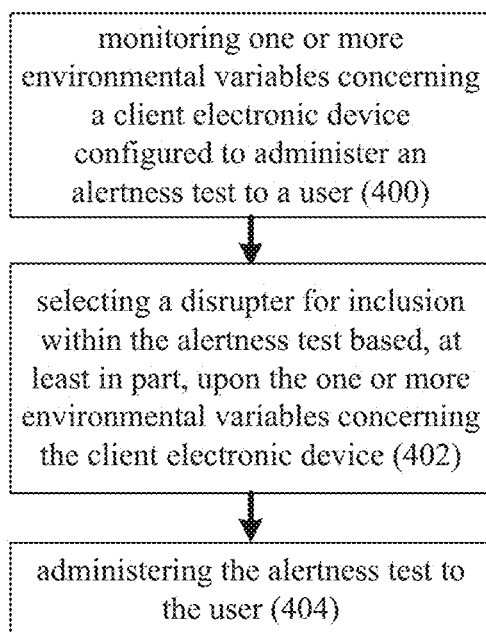 monitoring one or more
environmental variables concerning
a client electronic device
configured to administer an
alertness test to a user (400)
selecting a disrupter for inclusion
within the alertness test based, at
least in part, upon the one or more
environmental variables concerning
the client electronic device (402)
administering the alertness test to
the user (404)